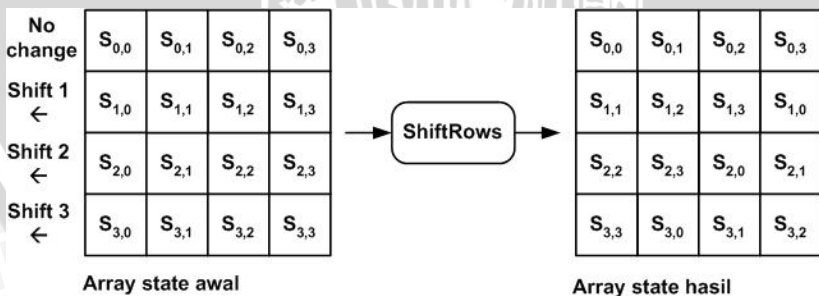 No change
S0,0 S0,1 S0,2 S0,3
Shift 1
←
S1,0 S1,1 S1,2 S1,3
Shift 2
←
S2,0 S2,1 S2,2 S2,3
Shift 3
←
S3,0 S3,1 S3,2 S3,3
Array state awal
ShiftRows
S0,0 S0,1 S0,2 S0,3
S1,1 S1,2 S1,3 S1,0
S2,2 S2,3 S2,0 S2,1
S3,3 S3,0 S3,1 S3,2
Array state hasil